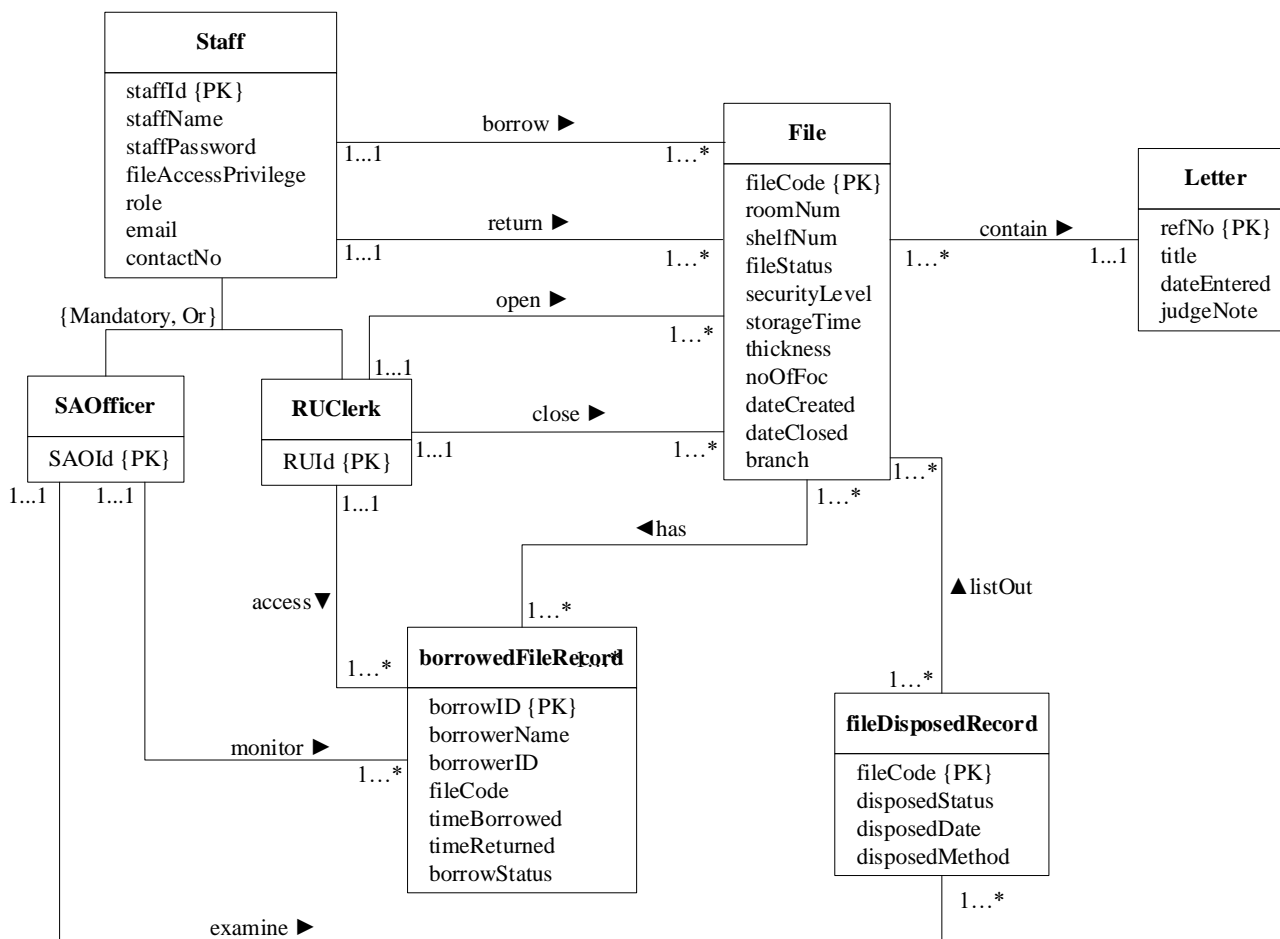 Staff
staffId {PK}
staffName
staffPassword
fileAccessPrivilege
role
email
contactNo
borrow ►
1...1
1…*
return ►
1...1
1…*
File
fileCode {PK}
roomNum
shelfNum
fileStatus
securityLevel
storageTime
thickness
noOfFoc
dateCreated
dateClosed
branch
contain ►
1…*
1...1
Letter
refNo {PK}
title
dateEntered
judgeNote
{Mandatory, Or}
open ►
1...1
1…*
SAOfficer
SAOId {PK}
RUClerk
RUId {PK}
close ►
1...1
1…*
1...1
1...1
1...1
1…*
1…*
◄has
access▼
▲listOut
1…*
1…*
1…*
borrowedFileRecord
1…*
borrowID {PK}
borrowerName
borrowerID
fileCode
timeBorrowed
timeReturned
borrowStatus
monitor ►
1…*
fileDisposedRecord
fileCode {PK}
disposedStatus
disposedDate
disposedMethod
1…*
examine ►